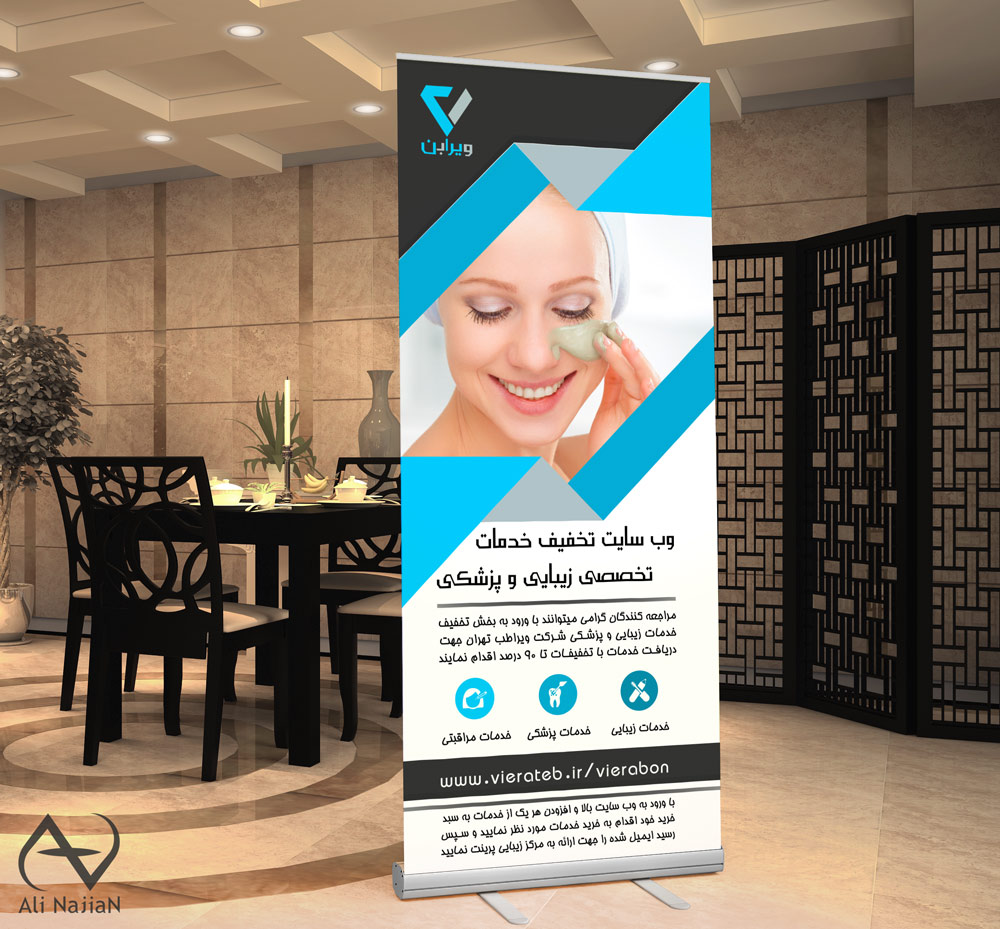 ویرابن
وب سایت تخفیف خدمات
تخصصی زیبایی و پزشکی
مراجعه کنندگان گرامی میتوانند با ورود به بخش تخفیف
خدمات زیبایی و پزشکی شرکت ویراطب تهران جهت
دریافت خدمات با تخفیفات تا ۹۰ درصد اقدام نمایند
خدمات زیبایی
خدمات پزشکی
خدمات مراقبتی
www.vierateb.ir/vierabon
با ورود به وب سایت بالا و افزودن هر یک از خدمات به سبد
خرید خود اقدام به خرید خدمات مورد نظر نمایید و سپس
رسید ایمیل شده را جهت ارائه به مرکز زیبایی پرینت نمایید
Ali NajiaN